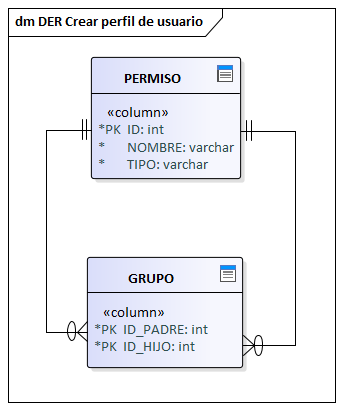 dm DER Crear perfil de usuario
PERMISO
«column»
*PK ID: int
* NOMBRE: varchar
* TIPO: varchar
GRUPO
«column»
*PK ID_PADRE: int
*PK ID_HIJO: int